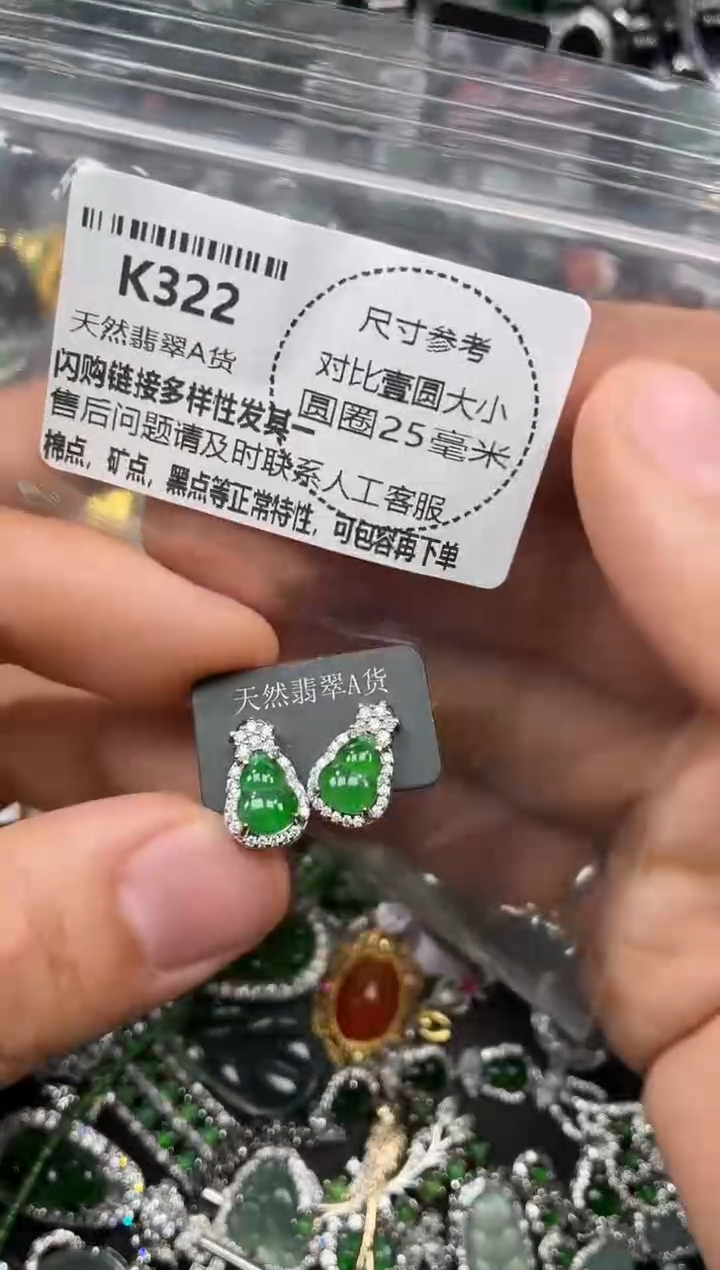 K322
天然翡翠A货
闪购链接多样性发其一
售后问题请及时联系人工客服
棉点，矿点，黑点等正常特性，可包容再下单
尺寸参考
对比壹圆大小
圆圈25毫米
天然翡翠A货